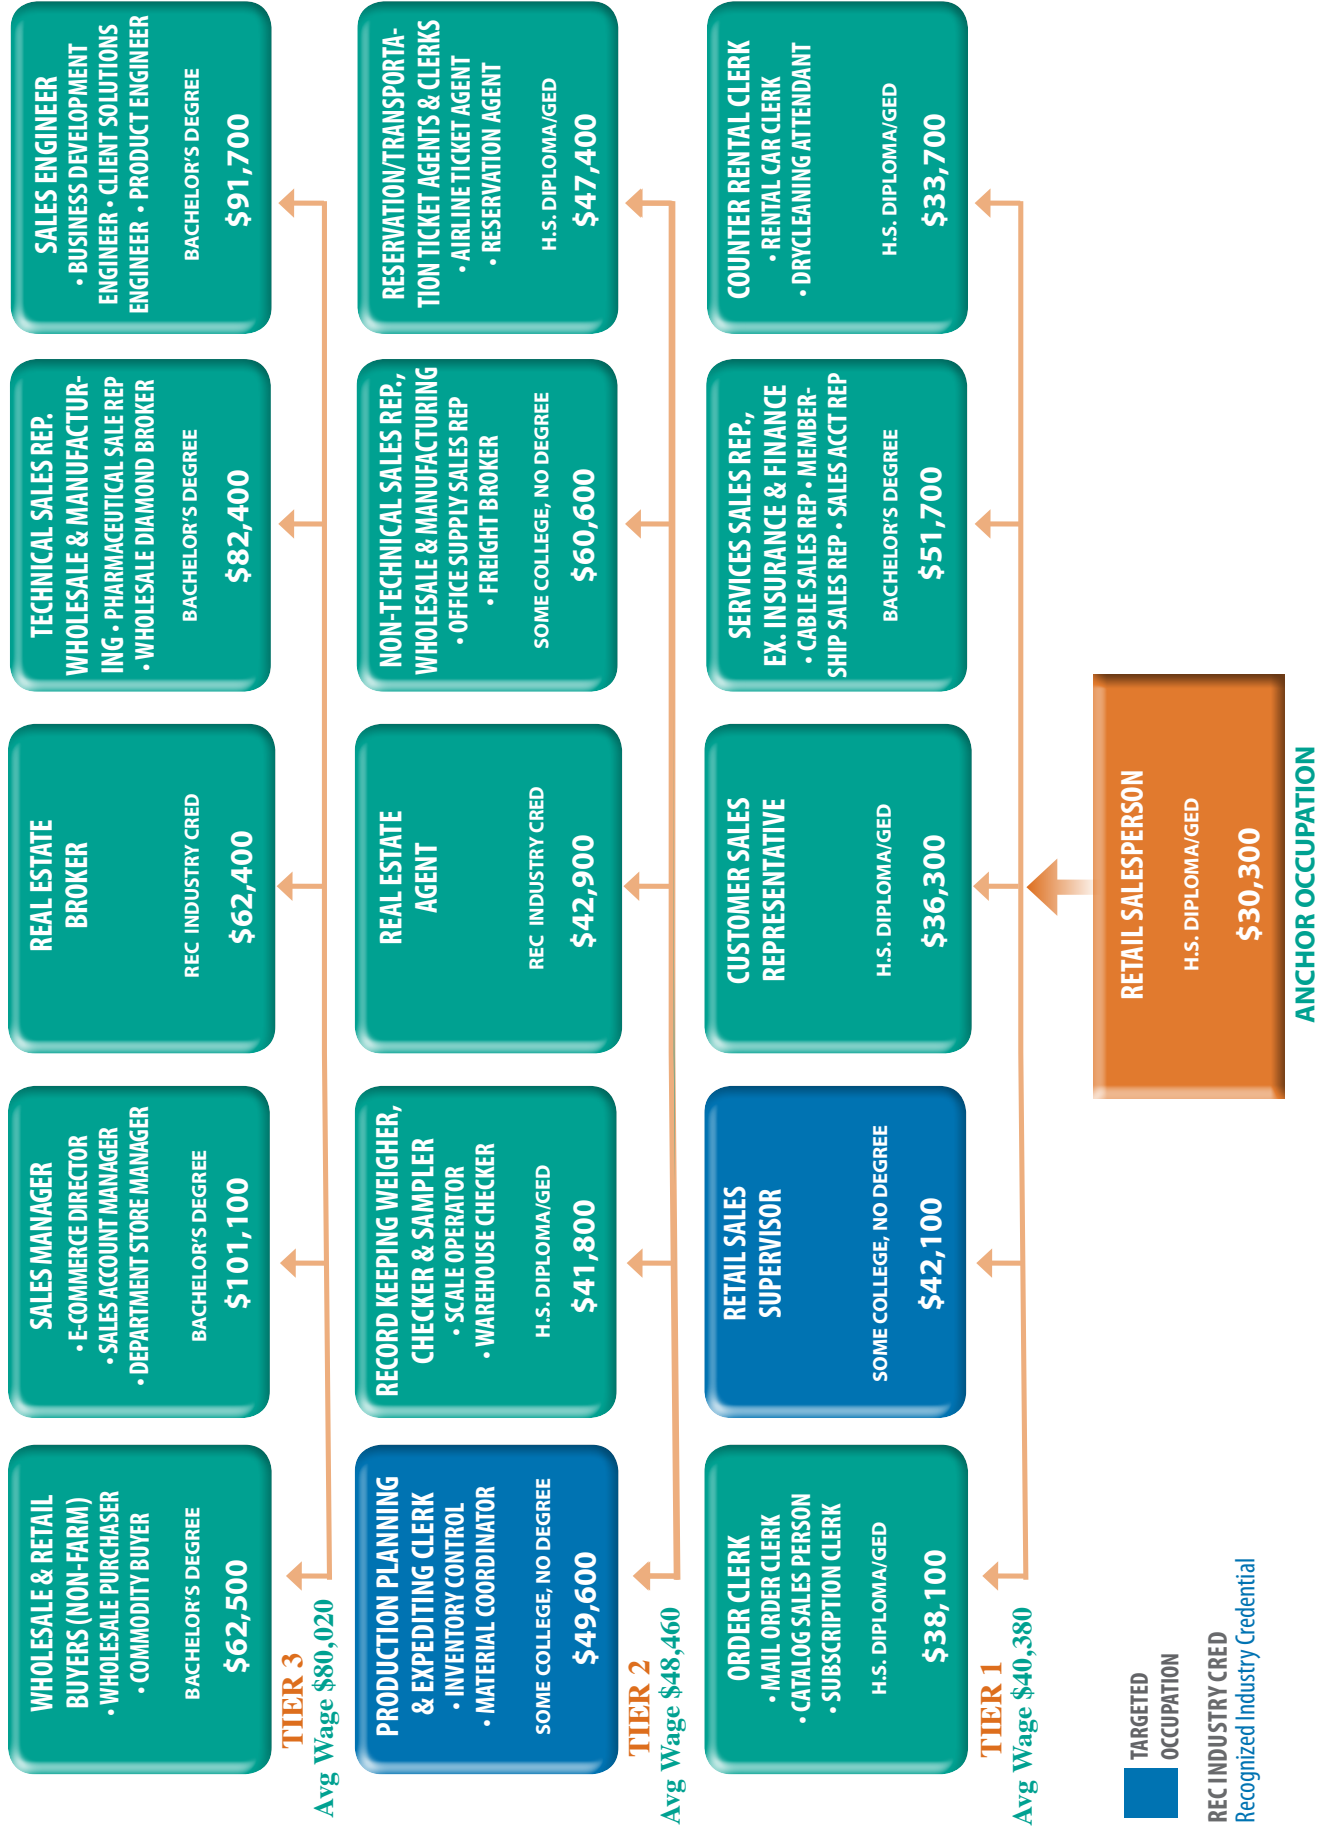 WHOLESALE & RETAIL
BUYERS (NON-FARM)
• WHOLESALE PURCHASER
• COMMODITY BUYER
BACHELOR'S DEGREE
$62,500
SALES MANAGER
• E-COMMERCE DIRECTOR
• SALES ACCOUNT MANAGER
• DEPARTMENT STORE MANAGER
BACHELOR'S DEGREE
$101,100
REAL ESTATE
BROKER
REC INDUSTRY CRED
$62,400
TECHNICAL SALES REP.
WHOLESALE & MANUFACTUR-
ING • PHARMACEUTICAL SALE REP
• WHOLESALE DIAMOND BROKER
BACHELOR'S DEGREE
$82,400
SALES ENGINEER
• BUSINESS DEVELOPMENT
ENGINEER • CLIENT SOLUTIONS
ENGINEER • PRODUCT ENGINEER
BACHELOR'S DEGREE
$91,700
TIER 3
Avg Wage $80,020
PRODUCTION PLANNING
& EXPEDITING CLERK
• INVENTORY CONTROL
• MATERIAL COORDINATOR
SOME COLLEGE, NO DEGREE
$49,600
RECORD KEEPING WEIGHER,
CHECKER & SAMPLER
• SCALE OPERATOR
• WAREHOUSE CHECKER
H.S. DIPLOMA/GED
$41,800
REAL ESTATE
AGENT
REC INDUSTRY CRED
$42,900
NON-TECHNICAL SALES REP.,
WHOLESALE & MANUFACTURING
• OFFICE SUPPLY SALES REP
• FREIGHT BROKER
SOME COLLEGE, NO DEGREE
$60,600
RESERVATION/TRANSPORTA-
TION TICKET AGENTS & CLERKS
• AIRLINE TICKET AGENT
• RESERVATION AGENT
H.S. DIPLOMA/GED
$47,400
TIER 2
Avg Wage $48,460
ORDER CLERK
• MAIL ORDER CLERK
• CATALOG SALES PERSON
• SUBSCRIPTION CLERK
H.S. DIPLOMA/GED
$38,100
RETAIL SALES
SUPERVISOR
SOME COLLEGE, NO DEGREE
$42,100
CUSTOMER SALES
REPRESENTATIVE
H.S. DIPLOMA/GED
$36,300
SERVICES SALES REP.,
EX. INSURANCE & FINANCE
• CABLE SALES REP • MEMBER-
SHIP SALES REP • SALES ACCT REP
BACHELOR'S DEGREE
$51,700
COUNTER RENTAL CLERK
• RENTAL CAR CLERK
• DRYCLEANING ATTENDANT
H.S. DIPLOMA/GED
$33,700
TIER 1
Avg Wage $40,380
RETAIL SALESPERSON
H.S. DIPLOMA/GED
$30,300
ANCHOR OCCUPATION
TARGETED
OCCUPATION
REC INDUSTRY CRED
Recognized Industry Credential